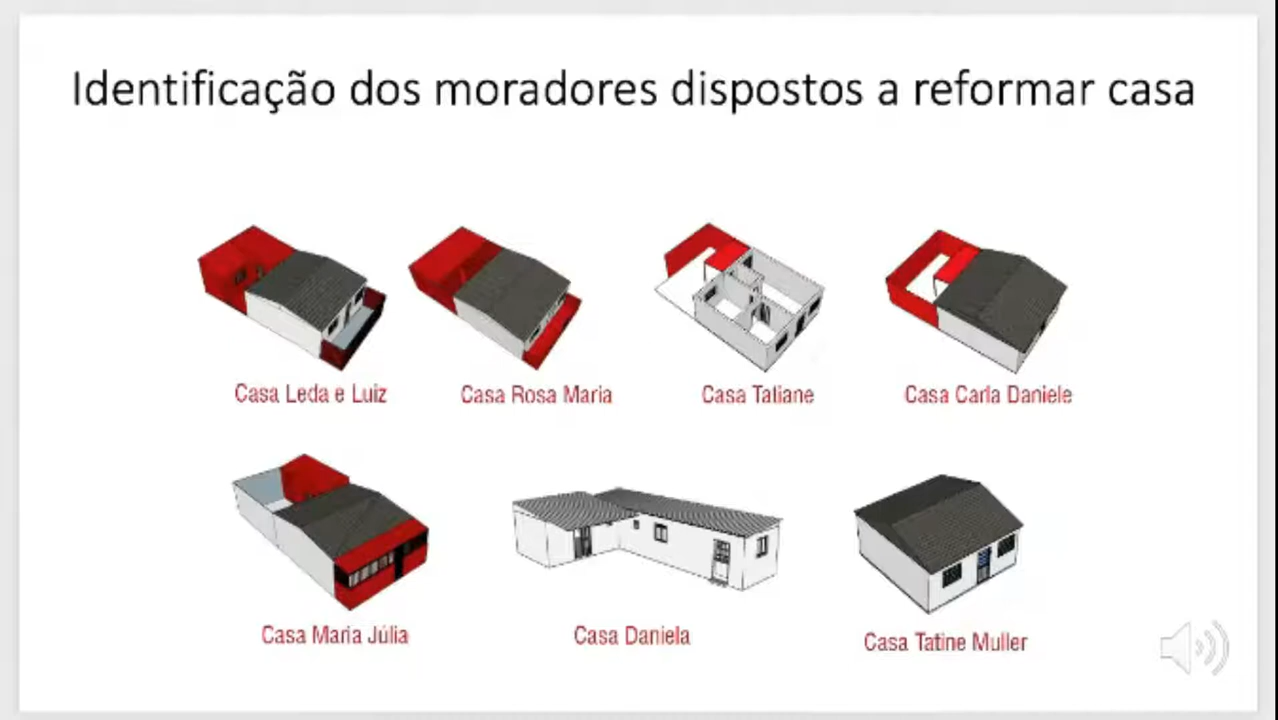 Identificação dos moradores dispostos a reformar casa
Casa Leda e Luiz
Casa Rosa Maria
Casa Tatiane
Casa Carla Daniele
Casa Maria Júlia
Casa Daniela
Casa Tatine Muller